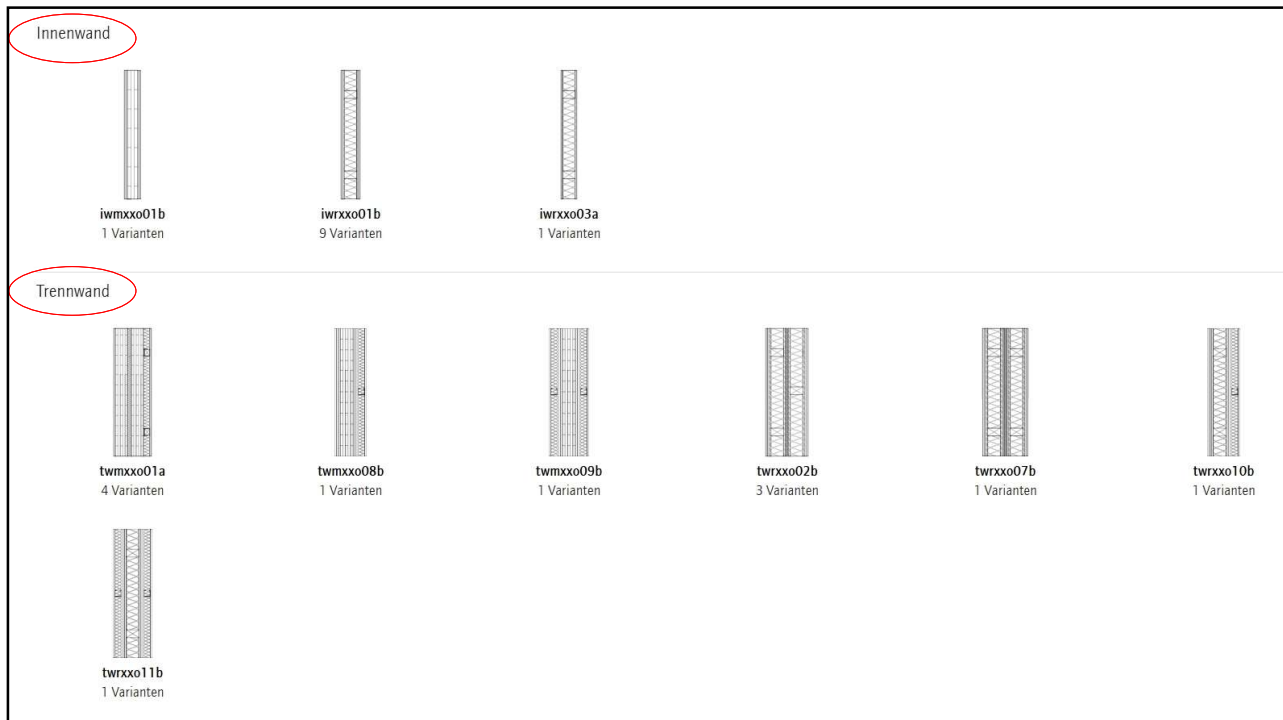 Innenwand
iwmxxo01b
1 Varianten
iwrxxo01b
9 Varianten
iwrxxo03a
1 Varianten
Trennwand
twmxxo01a
4 Varianten
twmxxo08b
1 Varianten
twmxxo09b
1 Varianten
twrxxo02b
3 Varianten
twrxxo07b
1 Varianten
twrxxo10b
1 Varianten
twrxxo11b
1 Varianten